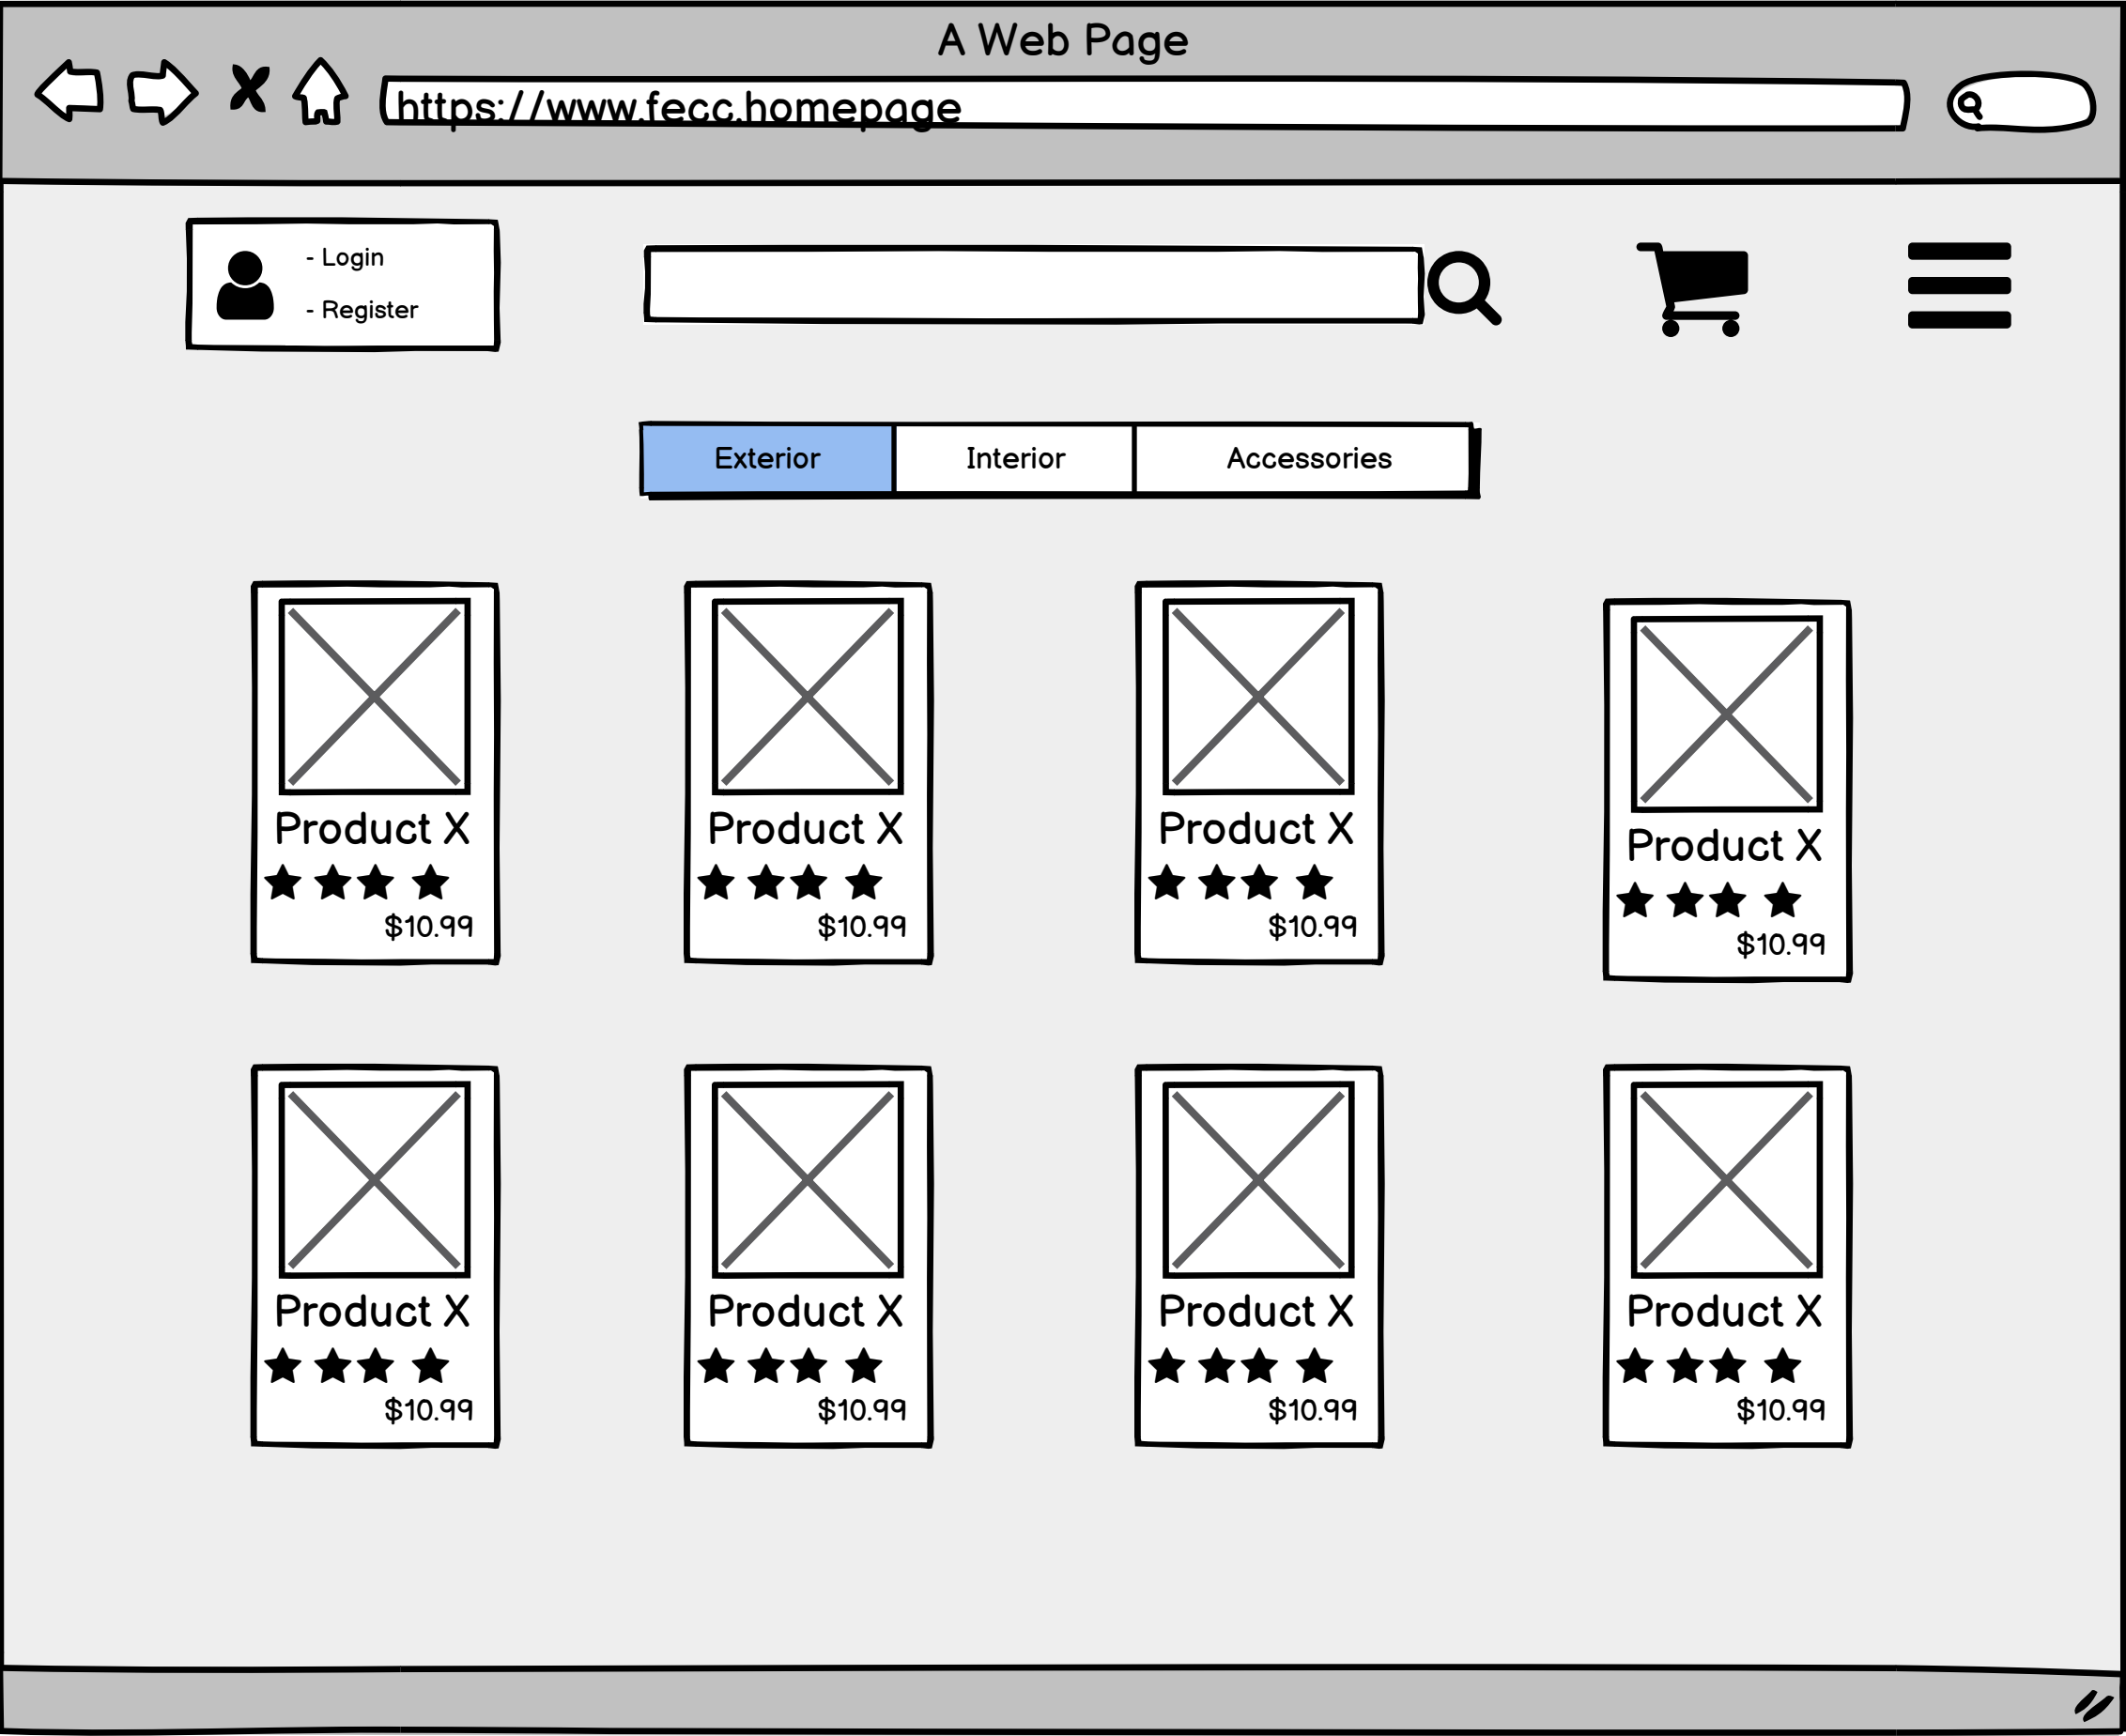 A Web Page
https://www.fecc.homepage
- Login
- Register
Exterior Interior Accessories
Product X Product X Product X Product X
$10.99 $10.99 $10.99 $10.99
Product X Product X Product X Product X
$10.99 $10.99 $10.99 $10.99